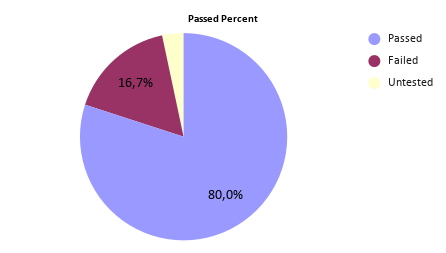 Passed Percent
Passed
Failed
Untested
16,7%
80,0%